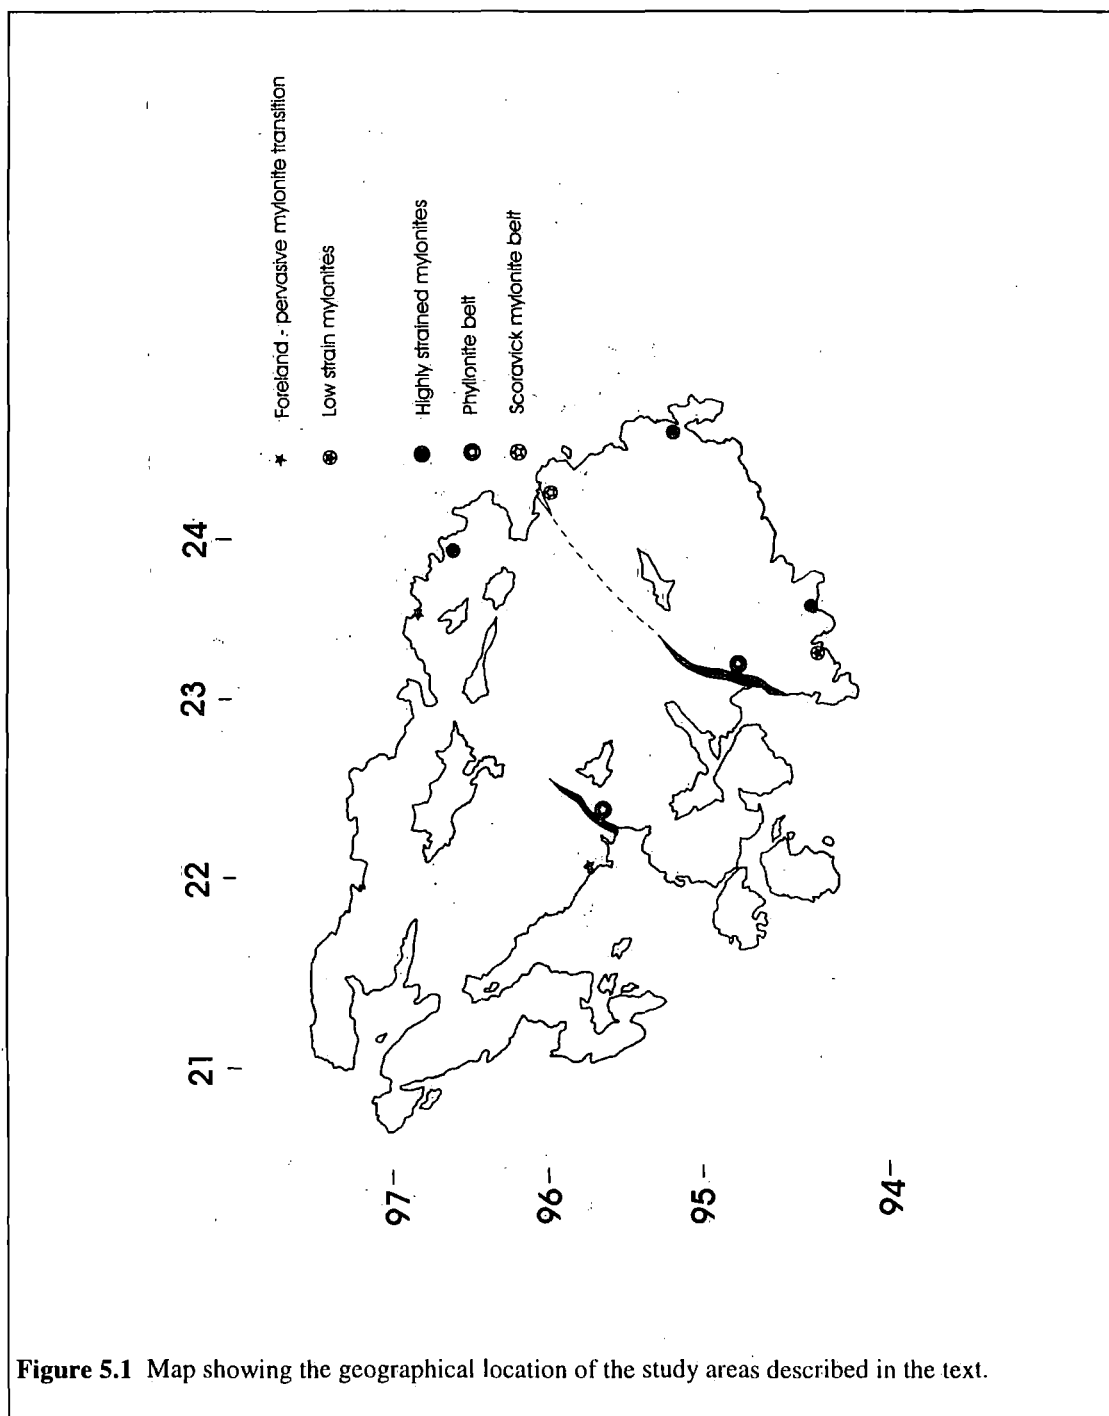 Foreland - pervasive mylonite transition
Low strain mylonites
Highly strained mylonites
Phyllonite belt
Scoravick mylonite belt
24
23
22
21
97
96
95
94
Figure 5.1 Map showing the geographical location of the study areas described in the text.